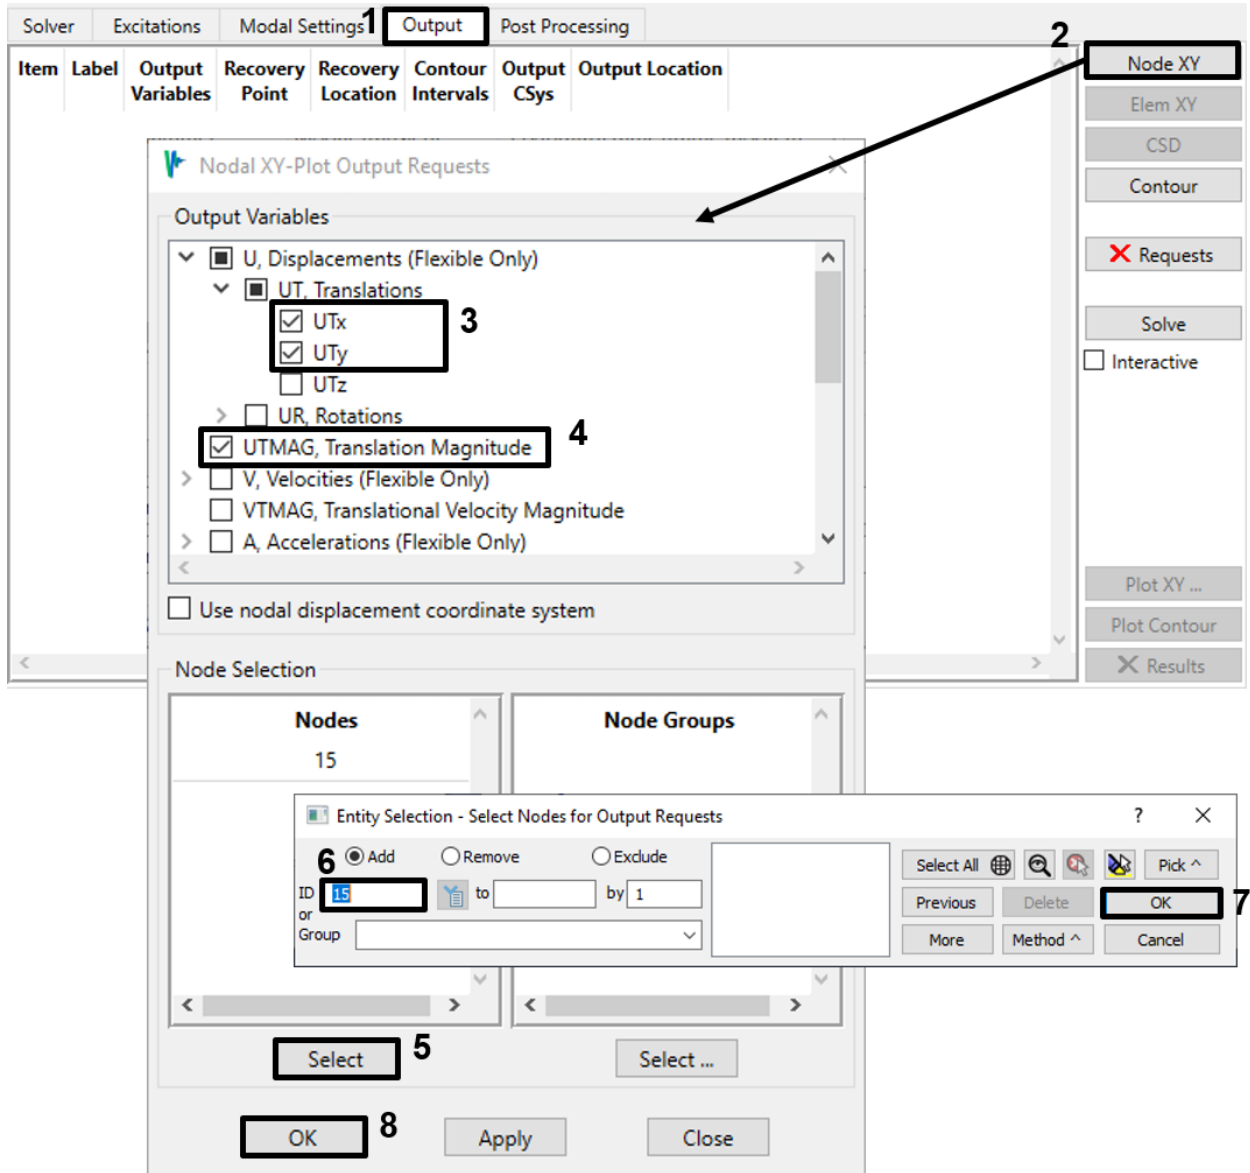 Solver Excitations Modal Settings 1 Output Post Processing
2
Item Label Output Variables Recovery Point Recovery Location Contour Intervals Output CSys Output Location
Node XY
Elem XY
CSD
Contour
Requests
Solve
Interactive
Plot XY ...
Plot Contour
Results
Nodal XY-Plot Output Requests
Output Variables
U, Displacements (Flexible Only)
UT, Translations
UTx
3
UTy
UTz
UR, Rotations
UTMAG, Translation Magnitude
4
V, Velocities (Flexible Only)
VTMAG, Translational Velocity Magnitude
A, Accelerations (Flexible Only)
Use nodal displacement coordinate system
Node Selection
Nodes
15
Node Groups
Entity Selection - Select Nodes for Output Requests ?
6 Add Remove Exclude
ID 15 to by 1
or
Group
Select All Pick ^
Previous Delete OK 7
More Method ^ Cancel
Select 5 Select ...
OK 8 Apply Close